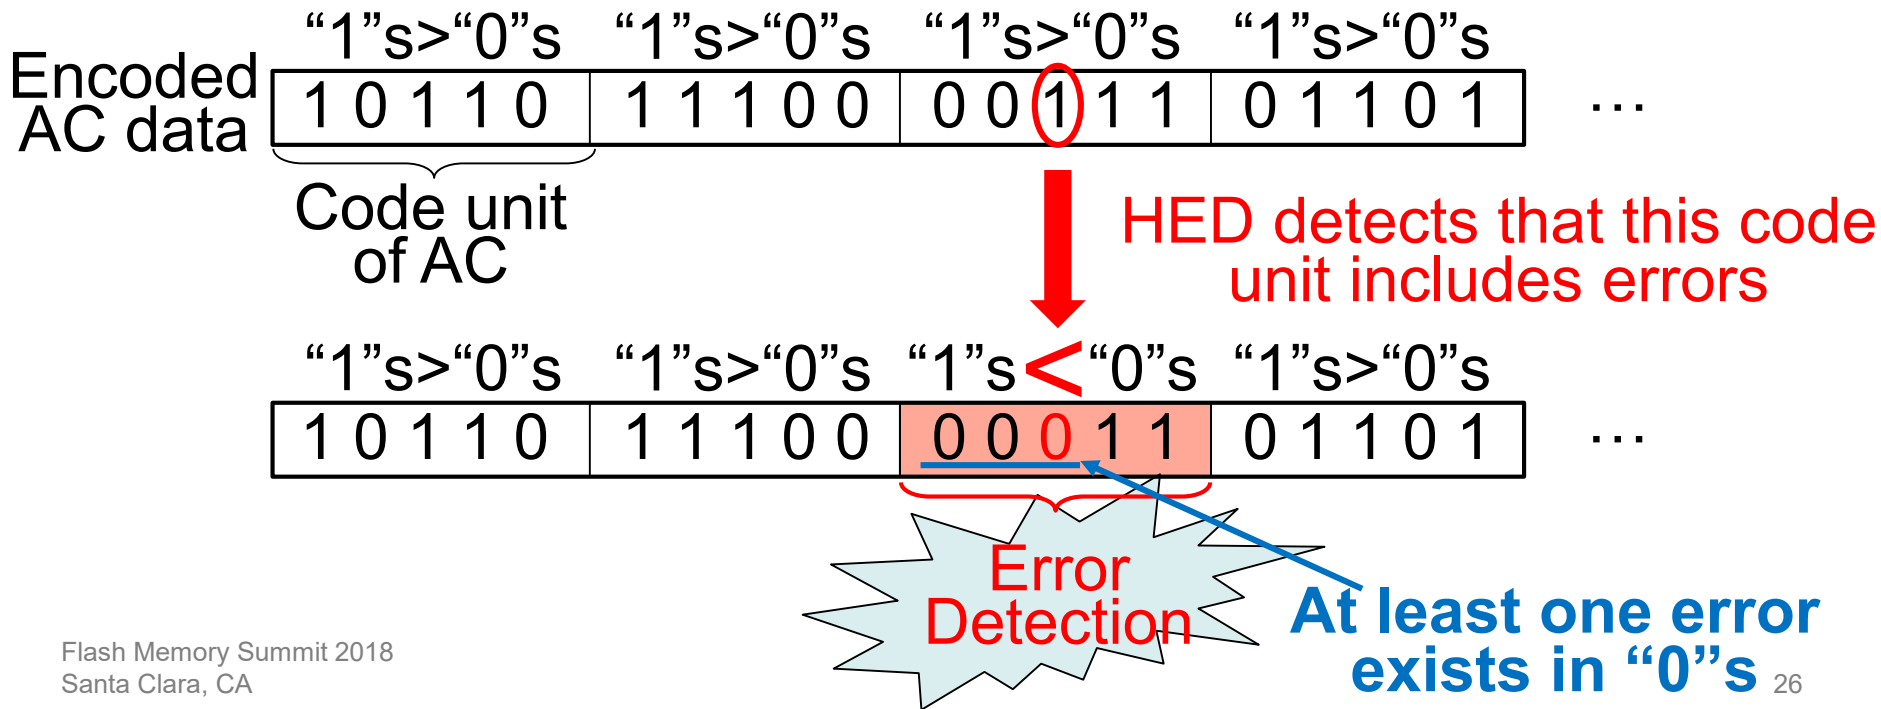 “1”s>“0”s “1”s>“0”s “1”s>“0”s “1”s>“0”s
Encoded
AC data
1 0 1 1 0 1 1 1 0 0 0 0 1 1 1 0 1 1 0 1 …
Code unit
of AC
HED detects that this code
unit includes errors
“1”s>“0”s “1”s>“0”s “1”s<“0”s “1”s>“0”s
1 0 1 1 0 1 1 1 0 0 0 0 0 1 1 0 1 1 0 1 …
Error
Detection
At least one error
exists in “0”s
Flash Memory Summit 2018
Santa Clara, CA
26